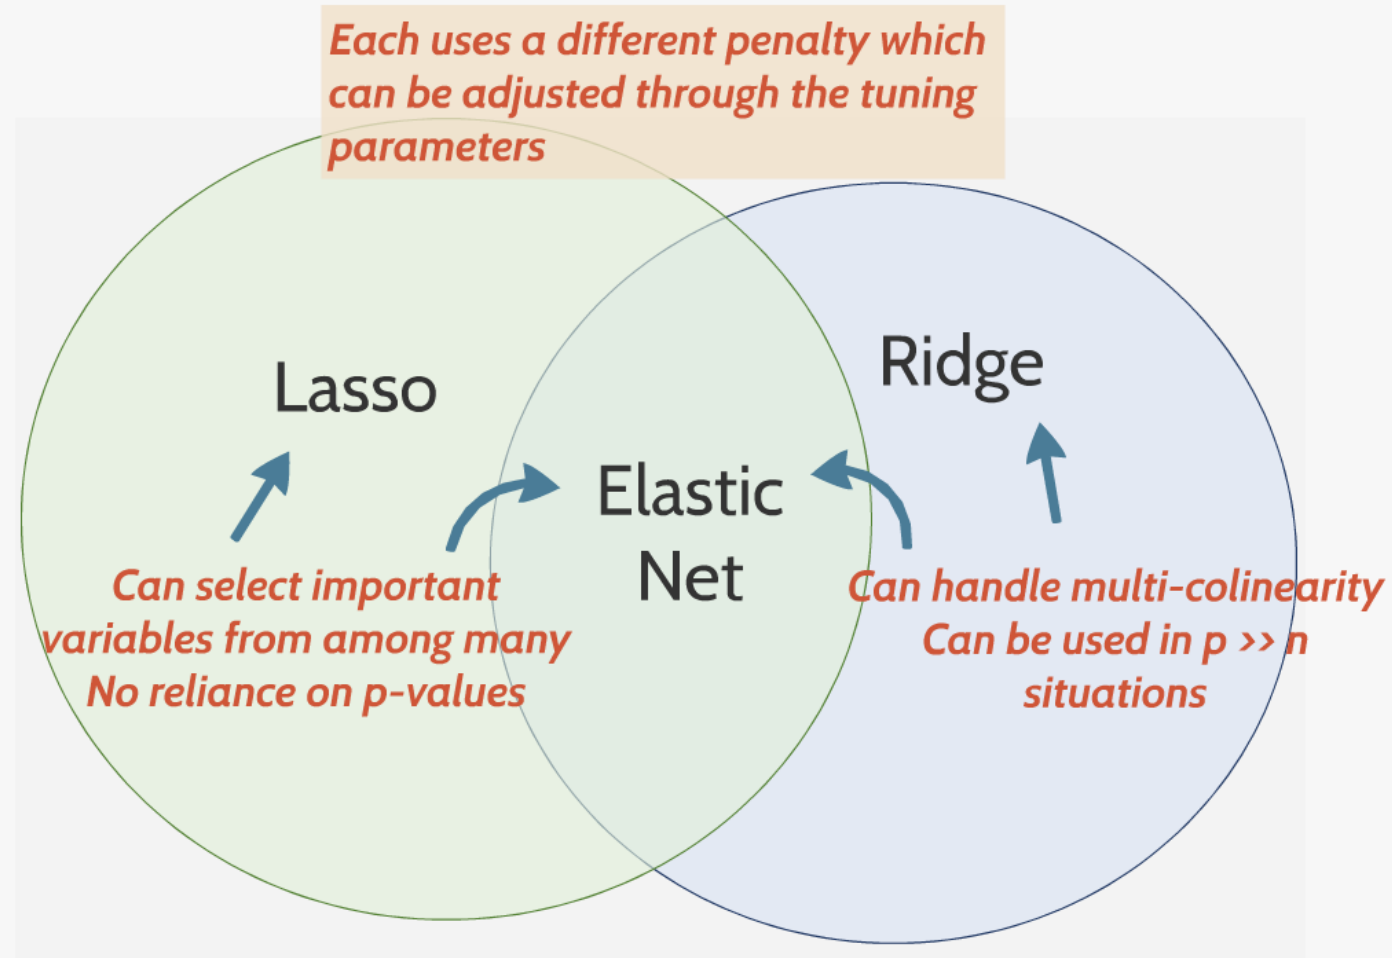 Each uses a different penalty which
can be adjusted through the tuning
parameters
Lasso
Ridge
Elastic
Net
Can select important
variables from among many
No reliance on p-values
Can handle multi-colinearity
Can be used in p >> n
situations